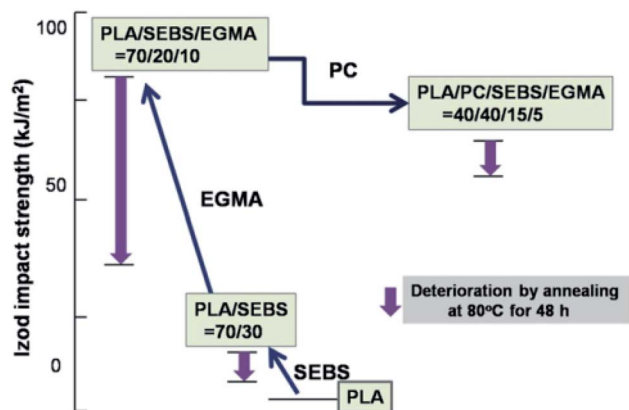 Izod impact strength (kJ/m²)
100
50
0
PLA/SEBS/EGMA
=70/20/10
PC
PLA/PC/SEBS/EGMA
=40/40/15/5
EGMA
PLA/SEBS
=70/30
SEBS
PLA
Deterioration by annealing
at 80°C for 48 h